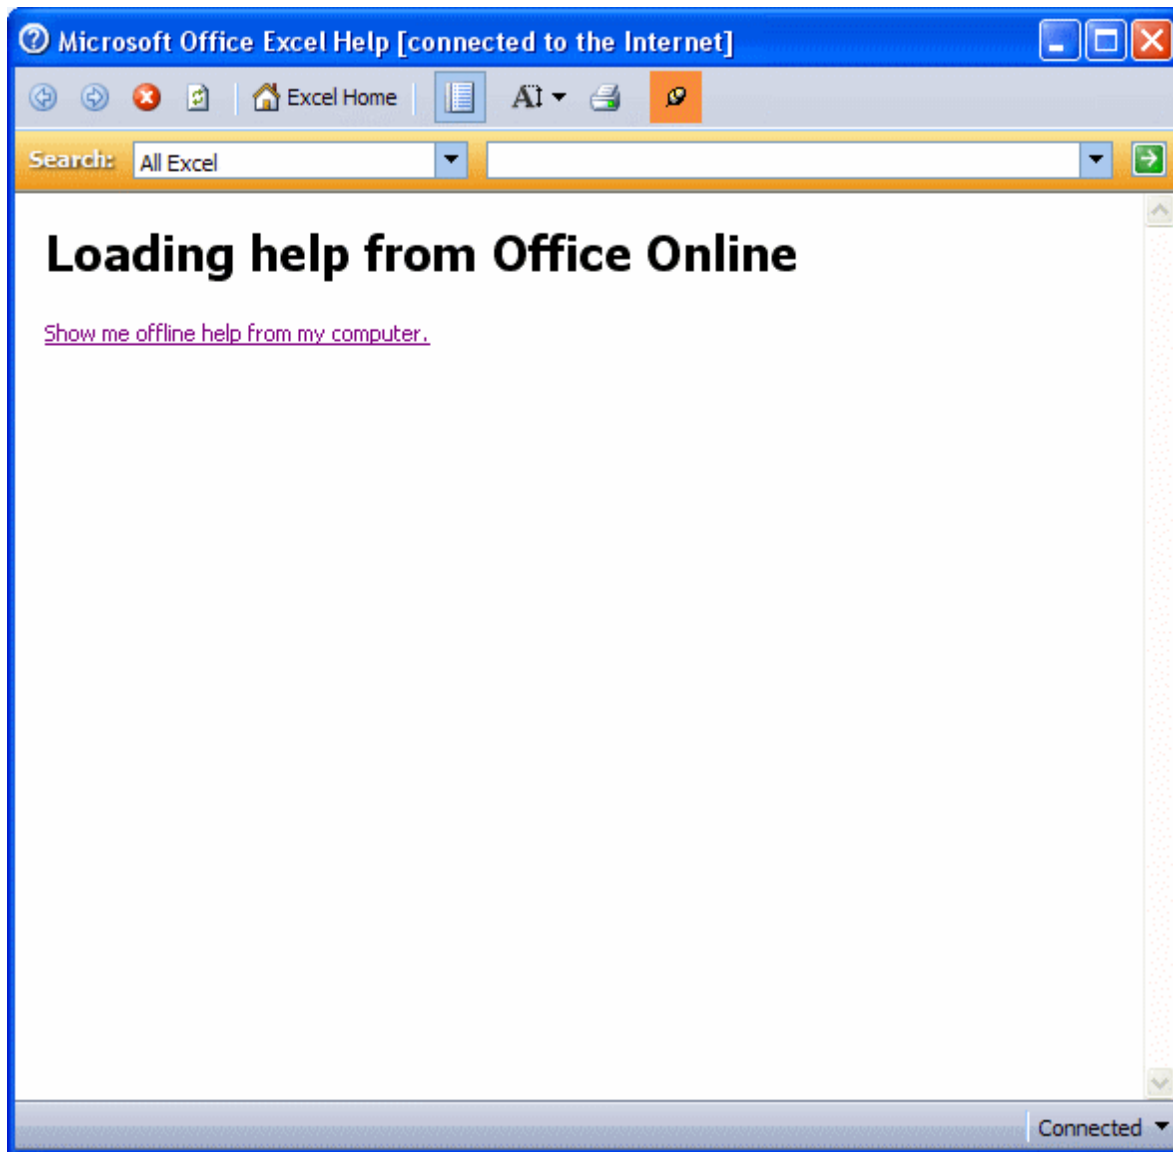 Microsoft Office Excel Help [connected to the Internet]
Excel Home
Search: All Excel
Loading help from Office Online
Show me offline help from my computer.
Connected